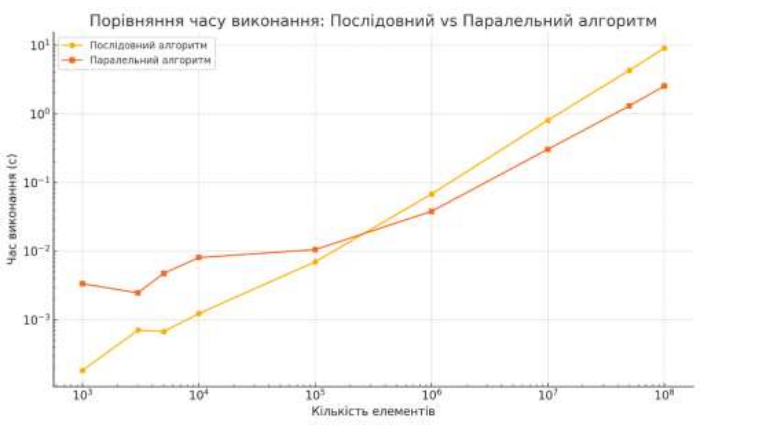 Порівняння часу виконання: Послідовний vs Паралельний алгоритм
Послідовний алгоритм
Паралельний алгоритм
10¹
10⁰
10⁻¹
10⁻²
10⁻³
Час виконання (с)
10³ 10⁴ 10⁵ 10⁶ 10⁷ 10⁸
Кількість елементів